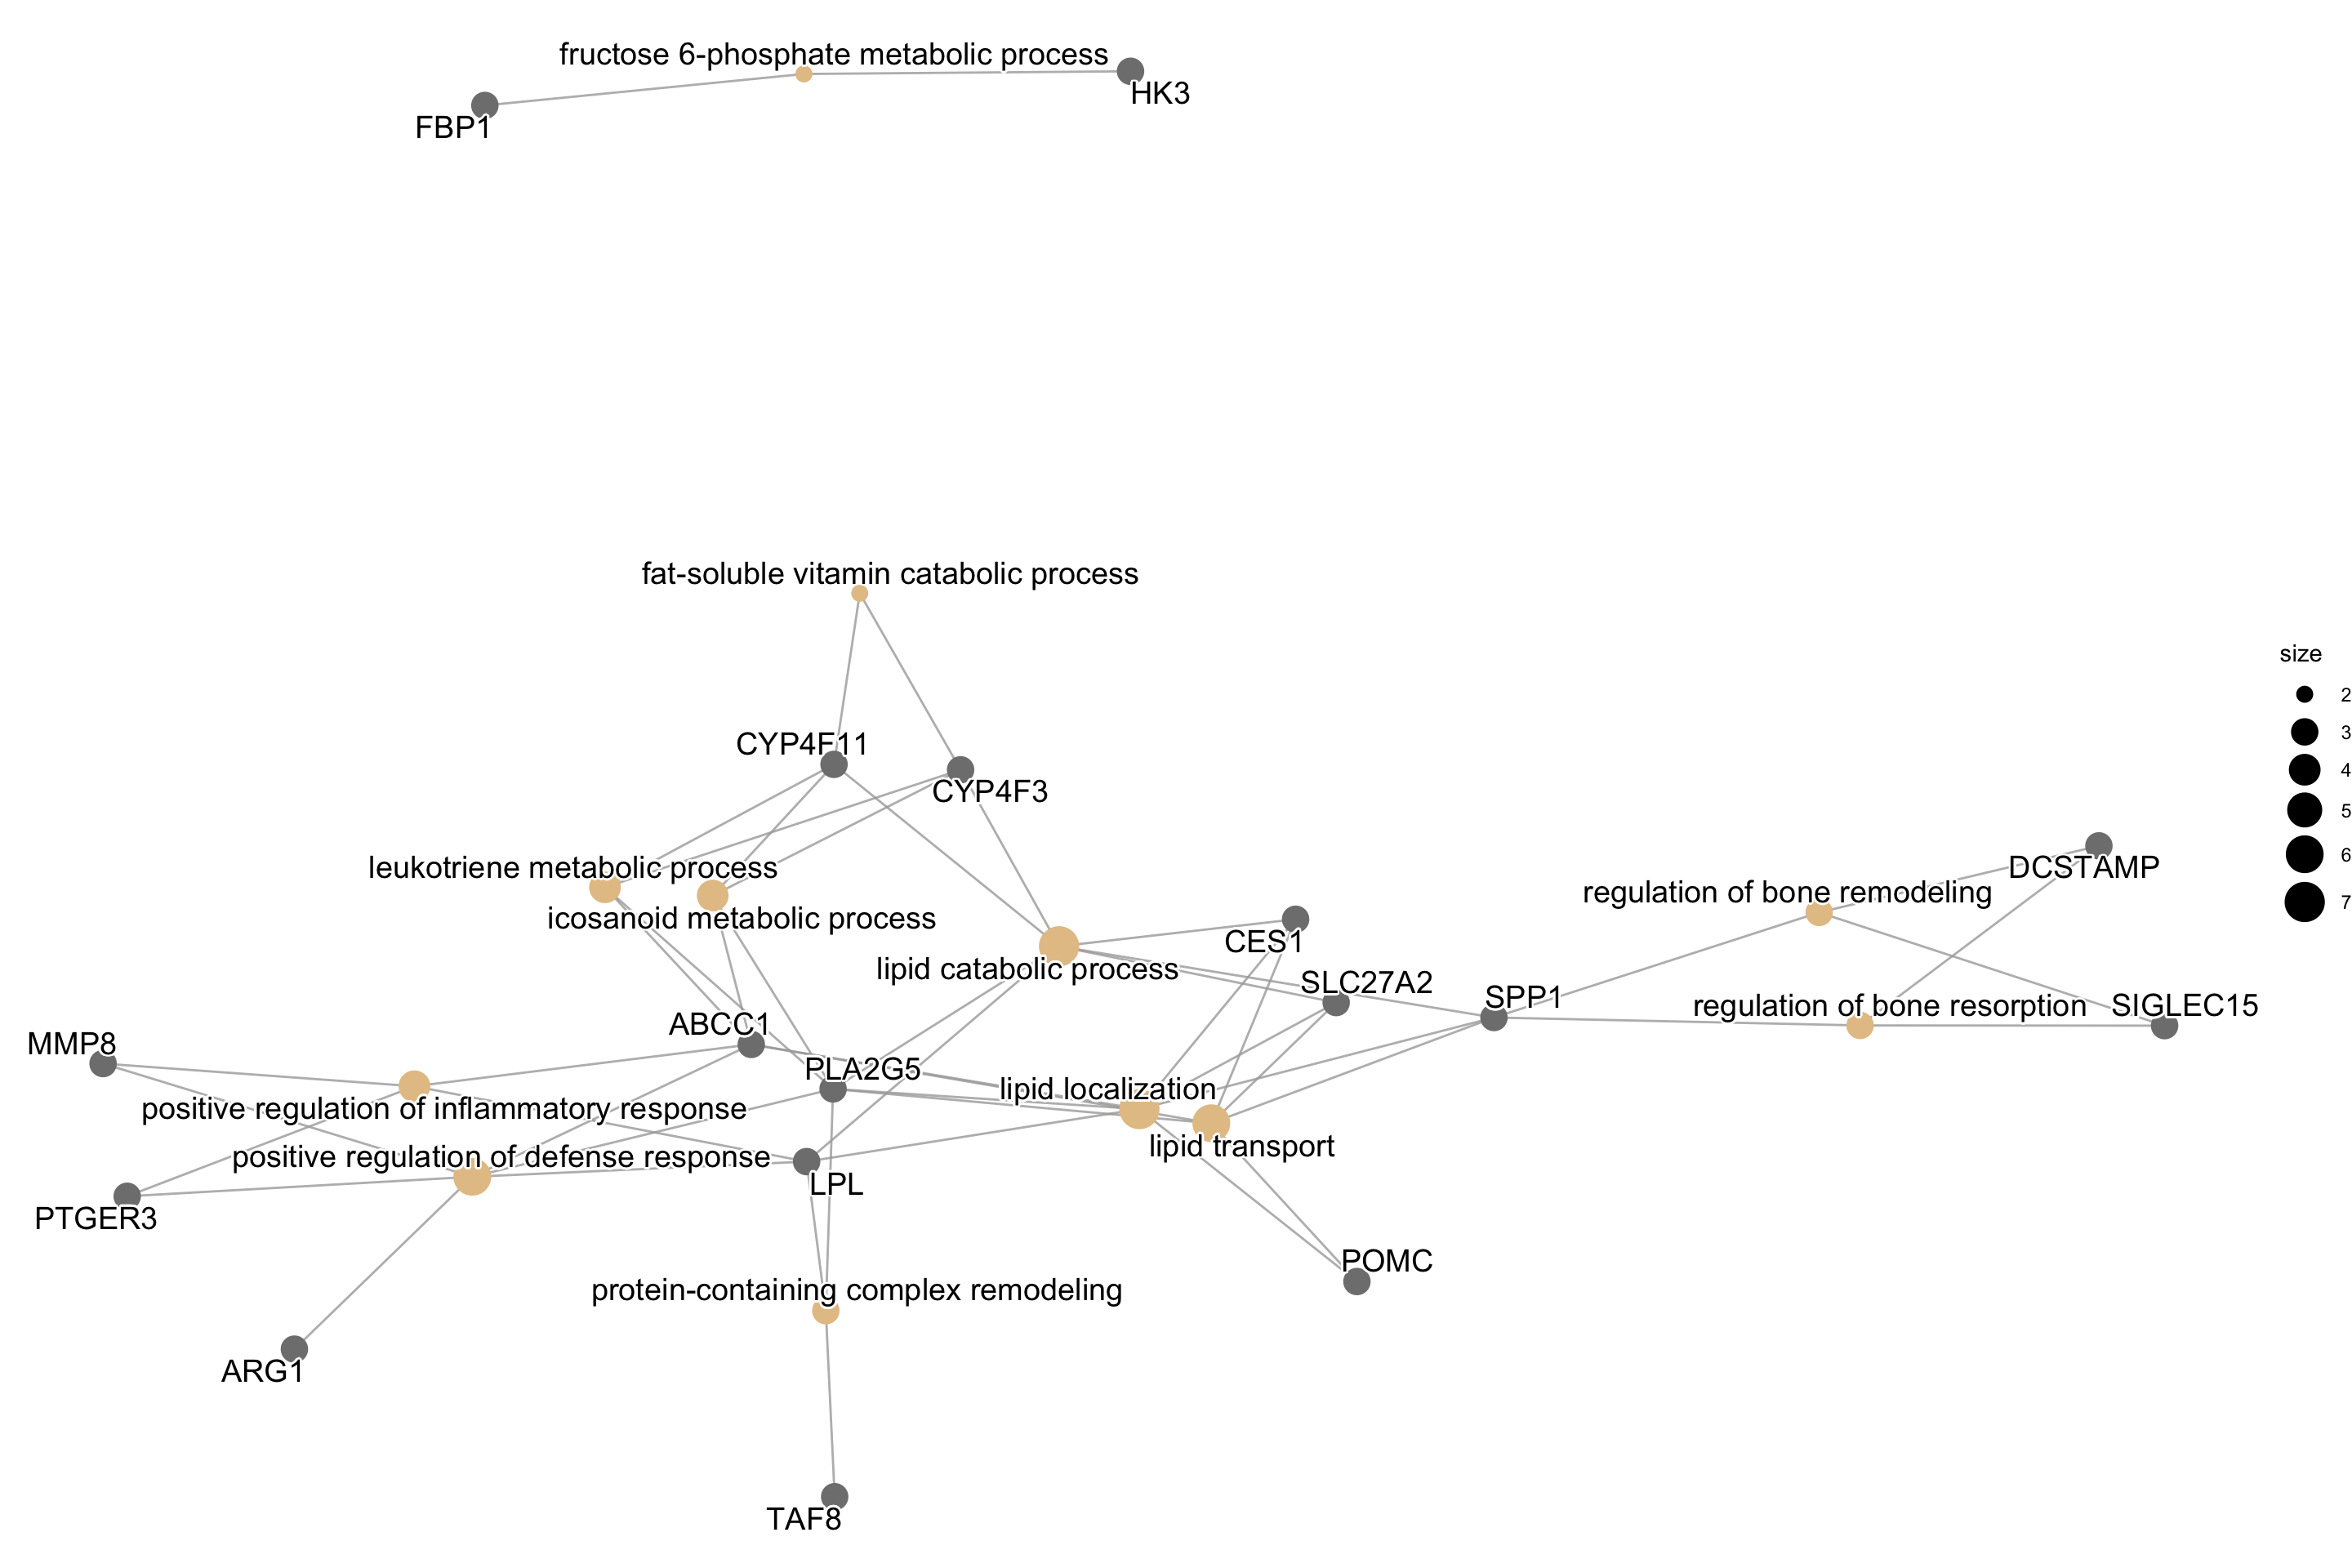 fructose 6-phosphate metabolic process
HK3
FBP1
fat-soluble vitamin catabolic process
size
2
3
4
5
6
7
CYP4F11
CYP4F3
leukotriene metabolic process
icosanoid metabolic process
DCSTAMP
regulation of bone remodeling
CES1
lipid catabolic process
SLC27A2
SPP1
regulation of bone resorption
SIGLEC15
ABCC1
MMP8
PLA2G5
lipid localization
positive regulation of inflammatory response
lipid transport
positive regulation of defense response
LPL
PTGER3
POMC
protein-containing complex remodeling
ARG1
TAF8